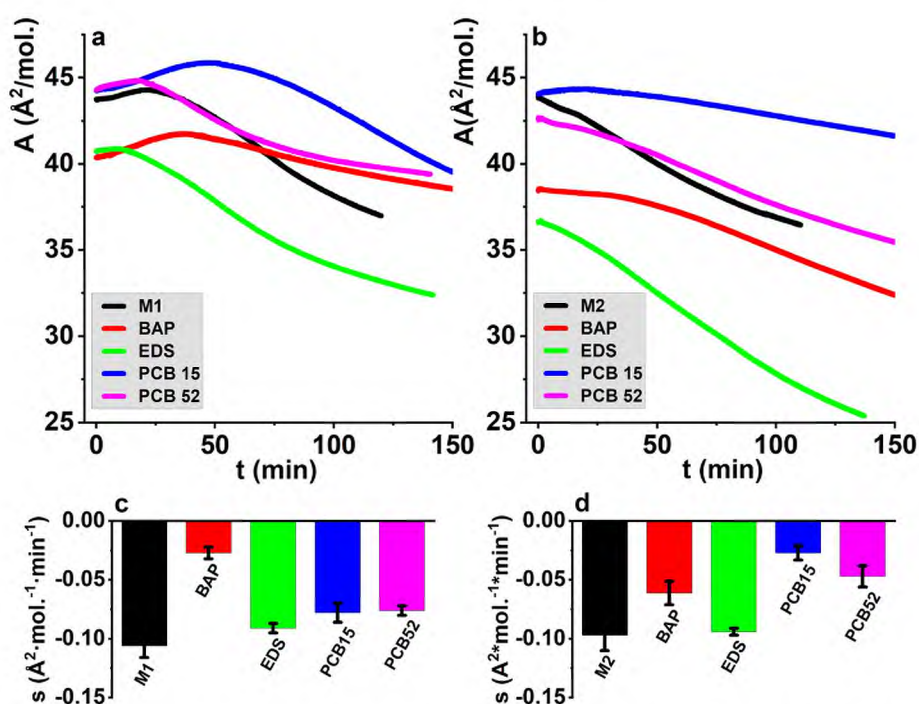 a
A (Å²/mol.)
45
40
35
30
25
M1
BAP
EDS
PCB 15
PCB 52
0
50
100
150
t (min)
b
A(Å²/mol.)
45
40
35
30
25
M2
BAP
EDS
PCB 15
PCB 52
0
50
100
150
t (min)
c
s (Å²·mol.⁻¹·min⁻¹)
0.00
-0.05
-0.10
-0.15
M1
BAP
EDS
PCB15
PCB52
d
s (A²*mol.⁻¹*min⁻¹)
0.00
-0.05
-0.10
-0.15
M2
BAP
EDS
PCB15
PCB52